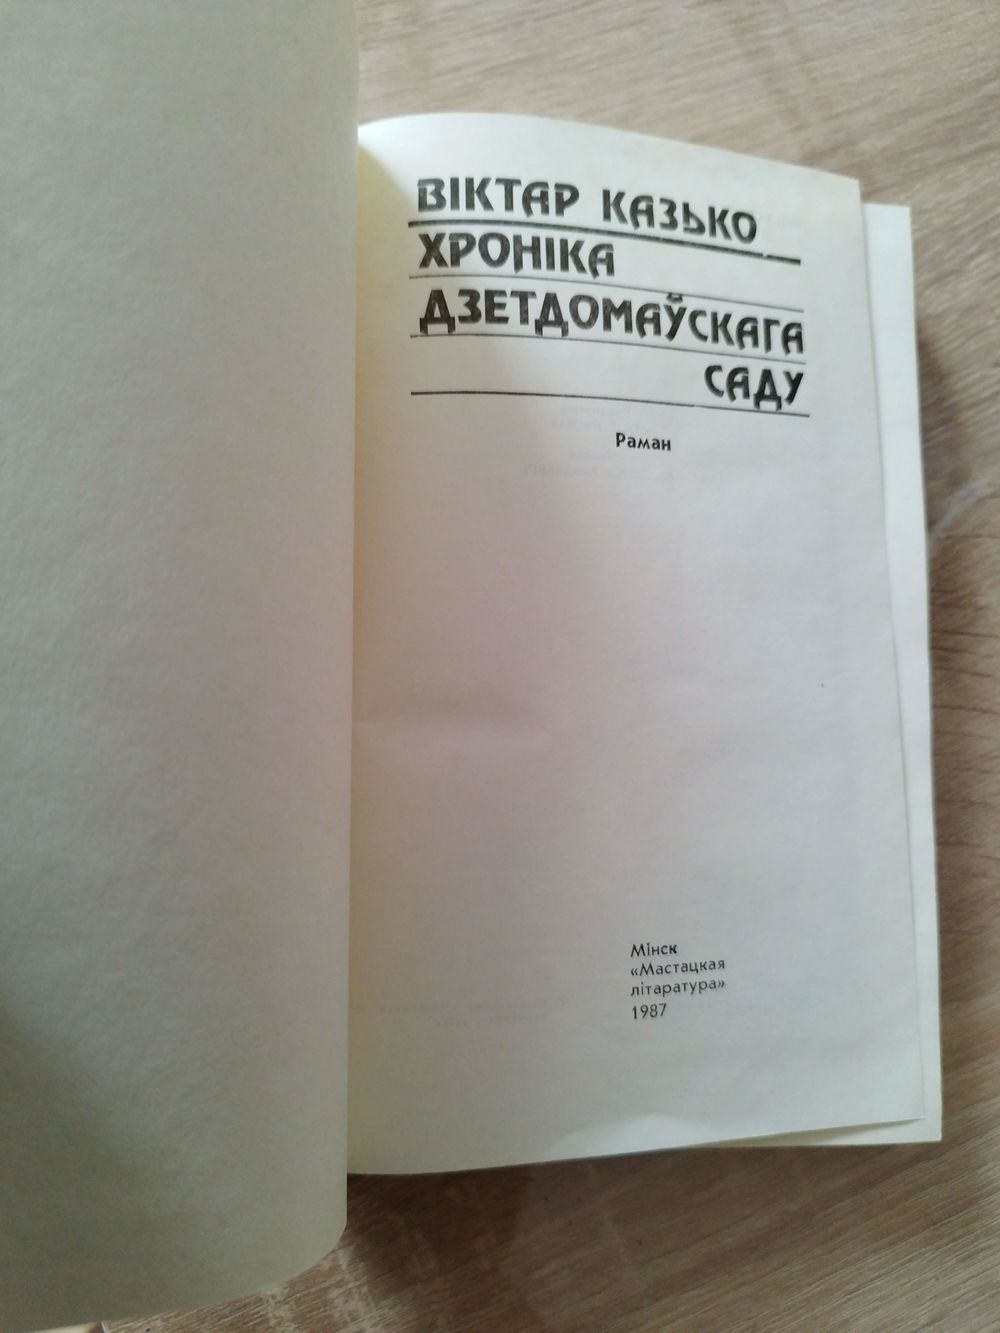 ВІКТАР КАЗЬКО
ХРОНІКА
ДЗЕТДОМАЎСКАГА
САДУ
Раман
Мінск
«Мастацкая
літаратура»
1987